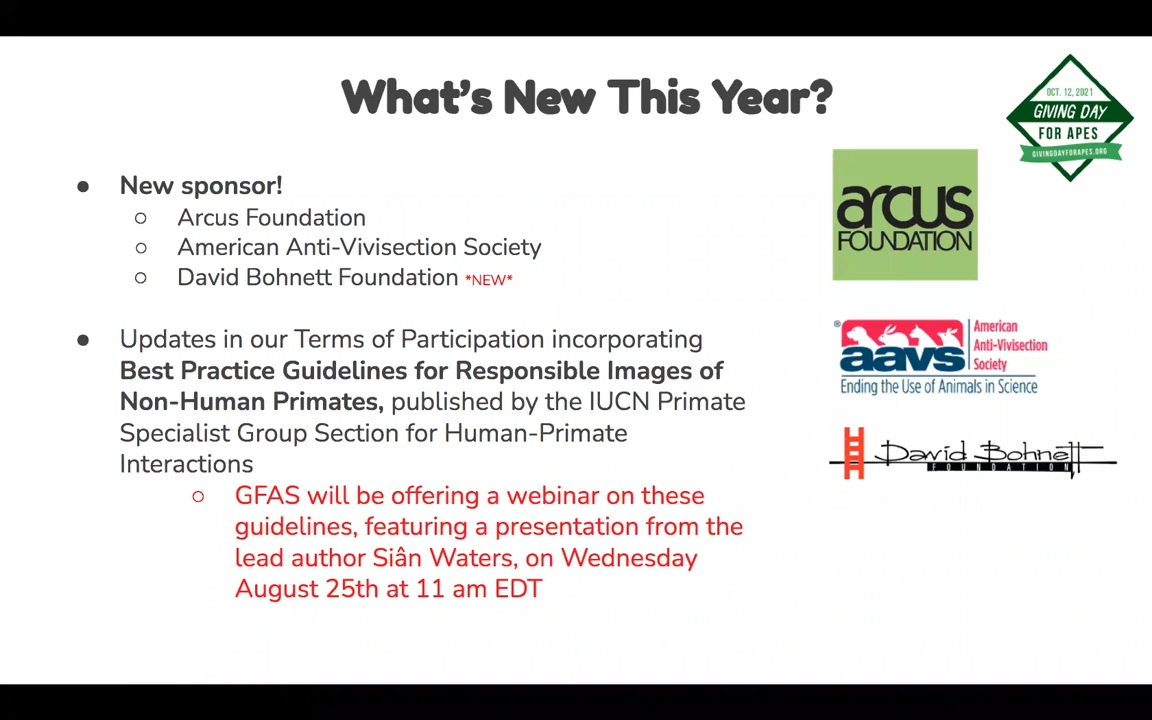 What's New This Year?
OCT. 12, 2021
GIVING DAY
FOR APES
GIVINGDAYFORAPES.ORG
● New sponsor!
○ Arcus Foundation
○ American Anti-Vivisection Society
○ David Bohnett Foundation *NEW*
● Updates in our Terms of Participation incorporating
Best Practice Guidelines for Responsible Images of
Non-Human Primates, published by the IUCN Primate
Specialist Group Section for Human-Primate
Interactions
○ GFAS will be offering a webinar on these
guidelines, featuring a presentation from the
lead author Siân Waters, on Wednesday
August 25th at 11 am EDT
arcus
FOUNDATION
®
aavs
American
Anti-Vivisection
Society
Ending the Use of Animals in Science
David Bohnett
FOUNDATION